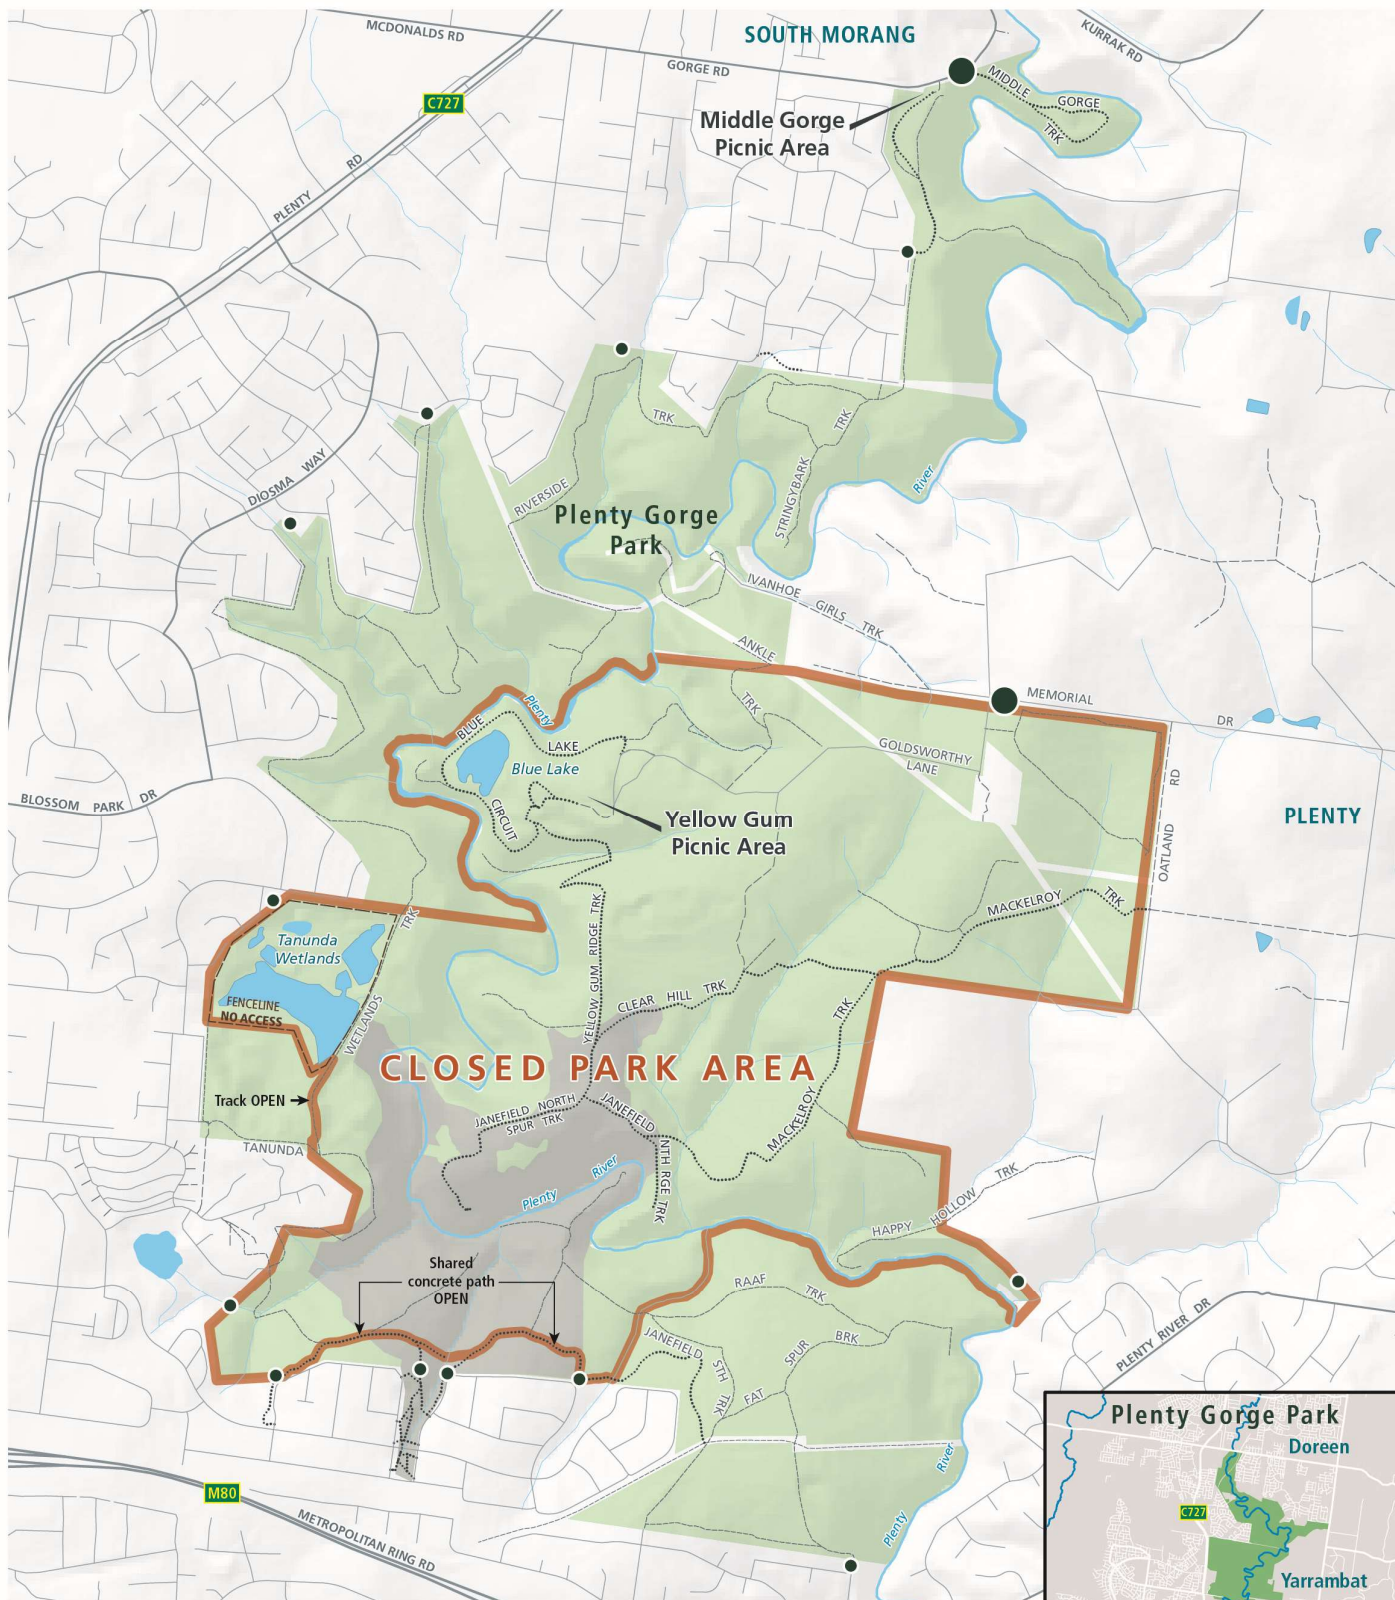 MCDONALDS RD
SOUTH MORANG
KURRAK RD
GORGE RD
C727
MIDDLE
GORGE
TRK
Middle Gorge
Picnic Area
PLENTY RD
DIOSMA WAY
TRK
TRK
RIVERSIDE
STRINGYBARK
River
Plenty Gorge
Park
IVANHOE GIRLS TRK
ANKLE
TRK
MEMORIAL
DR
Plenty
BLUE
LAKE
Blue Lake
CIRCUIT
GOLDSWORTHY
LANE
RD
OATLAND
BLOSSOM PARK DR
Yellow Gum
Picnic Area
PLENTY
MACKELROY TRK
TRK
Tanunda
Wetlands
FENCELINE
NO ACCESS
WETLANDS
YELLOW GUM RIDGE TRK
CLEAR HILL TRK
TRK
CLOSED PARK AREA
Track OPEN
MACKELROY
JANEFIELD NORTH
SPUR TRK
JANEFIELD
NTH RGE TRK
TANUNDA
River
Plenty
HAPPY HOLLOW TRK
Shared
concrete path
OPEN
RAAF
TRK
PLENTY RIVER DR
JANEFIELD
STH
TRK
FAT
SPUR
BRK
River
Plenty
M80
METROPOLITAN RING RD
Plenty Gorge Park
Doreen
C727
Yarrambat